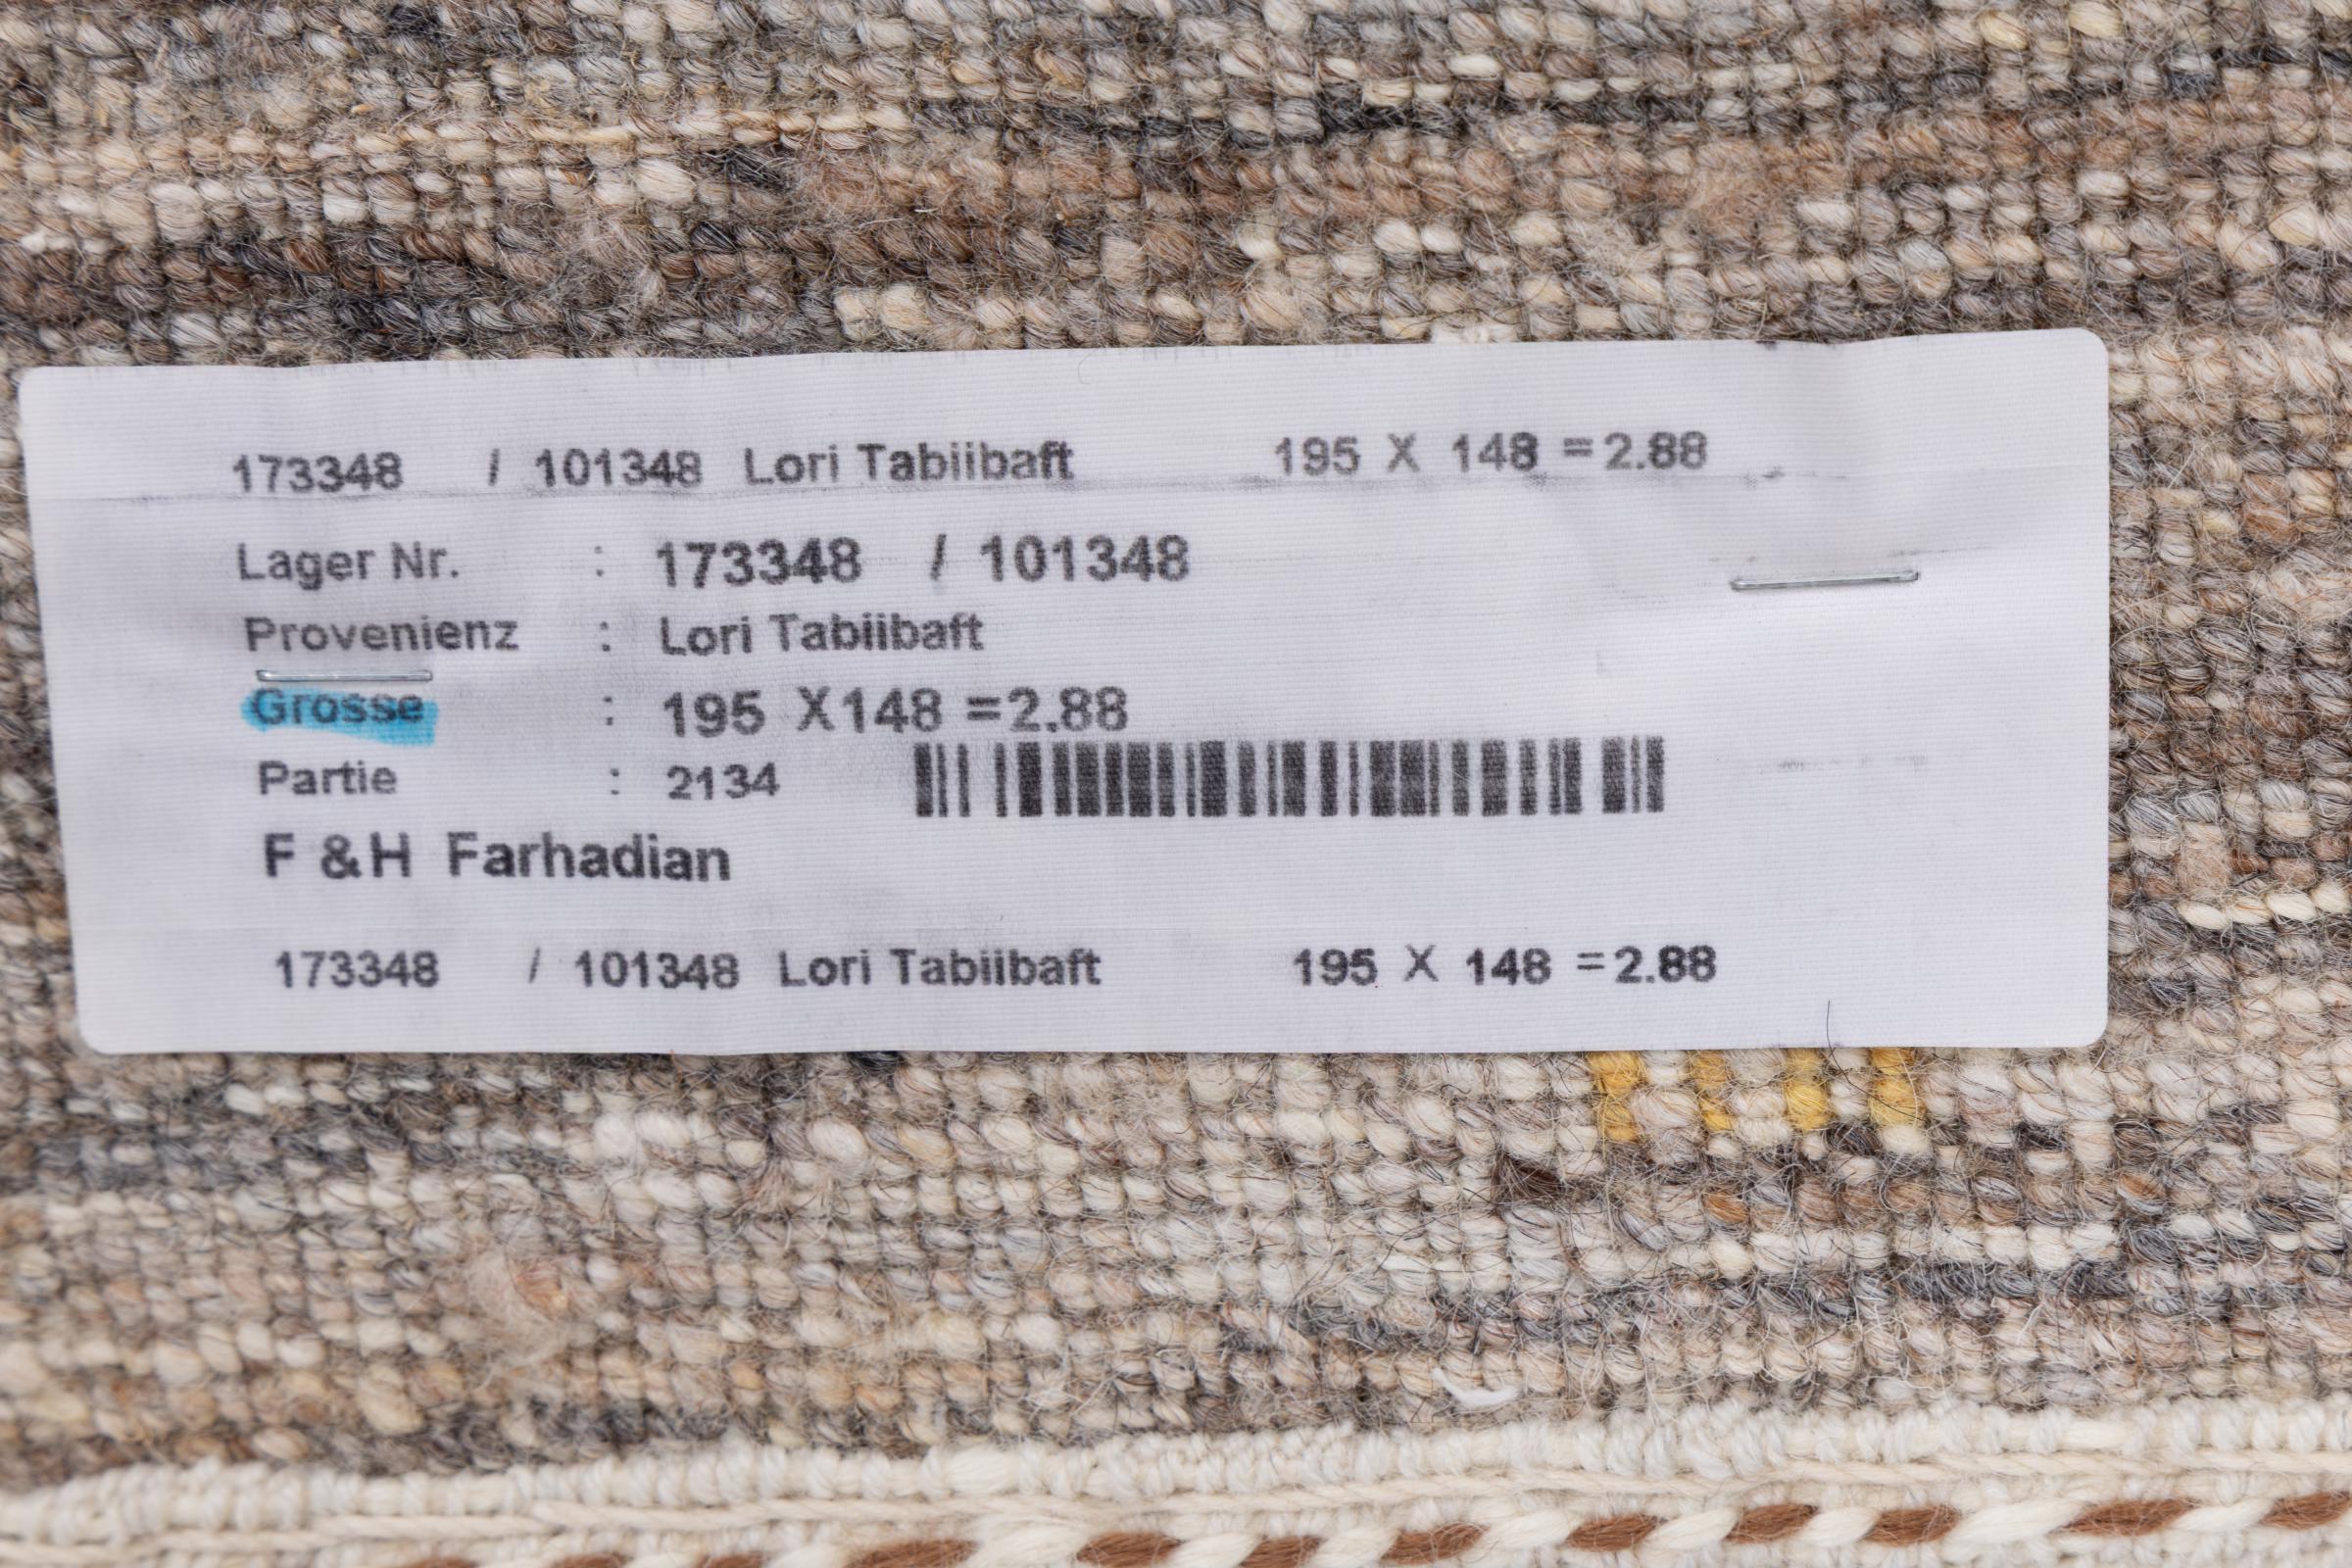 173348 / 101348 Lori Tabiibaft 195 X 148 =2.88
Lager Nr. : 173348 / 101348
Provenienz : Lori Tabiibaft
Grosse : 195 X148 =2.88
Partie : 2134
F &H Farhadian
173348 / 101348 Lori Tabiibaft 195 X 148 =2.88